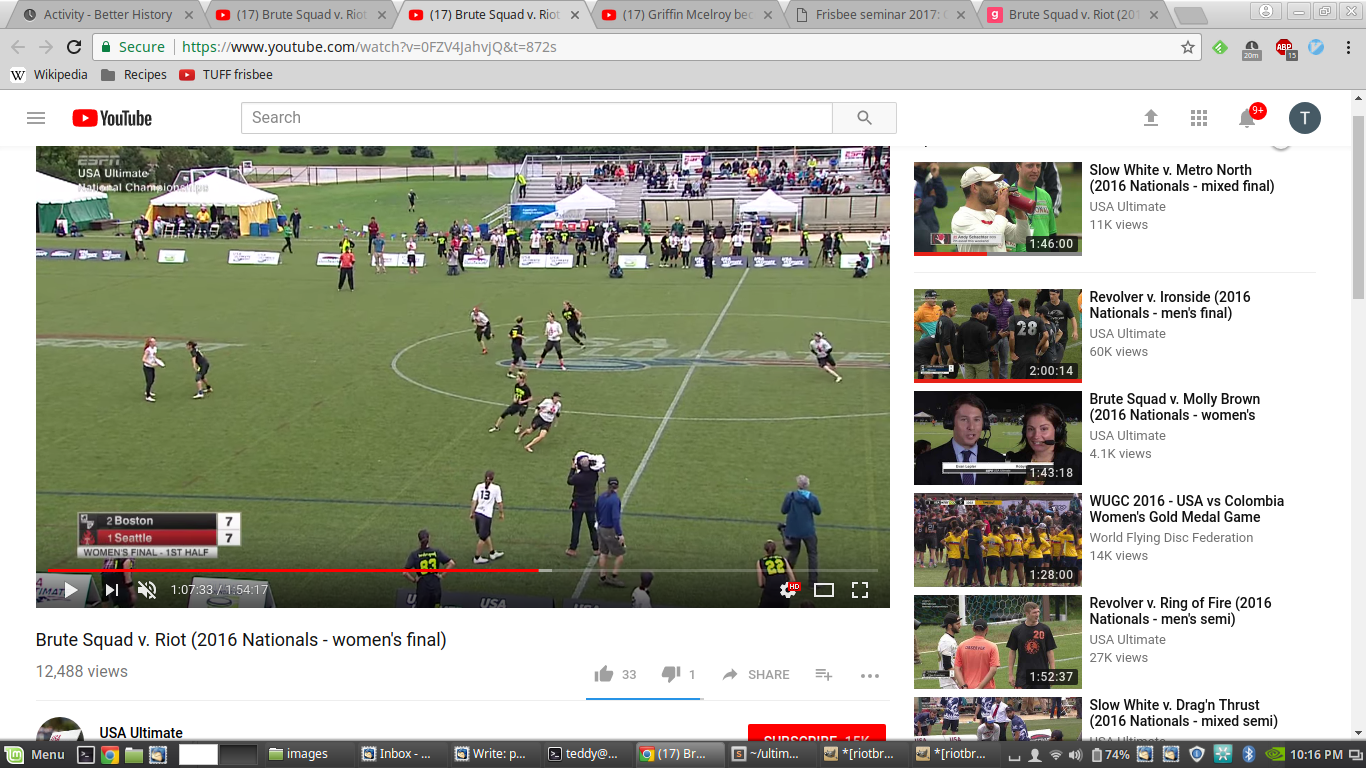 Activity - Better History
(17) Brute Squad v. Riot
(17) Brute Squad v. Riot
(17) Griffin Mcelroy bec
Frisbee seminar 2017: 
Brute Squad v. Riot (201
Secure
https://www.youtube.com/watch?v=0FZV4JahvjQ&t=872s
20m
ABP
15
W Wikipedia
Recipes
TUFF frisbee
YouTube
Search
9+
T
ESPN
USA Ultimate
National Championships
13
83
22
2 Boston 7
1 Seattle 7
WOMEN'S FINAL - 1ST HALF
1:07:33 / 1:54:17
HD
Brute Squad v. Riot (2016 Nationals - women's final)
12,488 views
33
1
SHARE
USA Ultimate
SUBSCRIBE 15K
Slow White v. Metro North
(2016 Nationals - mixed final)
USA Ultimate
11K views
1:46:00
Revolver v. Ironside (2016
Nationals - men's final)
USA Ultimate
60K views
28
2:00:14
Brute Squad v. Molly Brown
(2016 Nationals - women's
USA Ultimate
4.1K views
1:43:18
WUGC 2016 - USA vs Colombia
Women's Gold Medal Game
World Flying Disc Federation
14K views
1:28:00
Revolver v. Ring of Fire (2016
Nationals - men's semi)
USA Ultimate
27K views
20
1:52:37
Slow White v. Drag'n Thrust
(2016 Nationals - mixed semi)
Menu
images
Inbox - ...
Write: p...
teddy@...
(17) Br...
~/ultim...
*[riotbr...
*[riotbr...
74%
10:16 PM